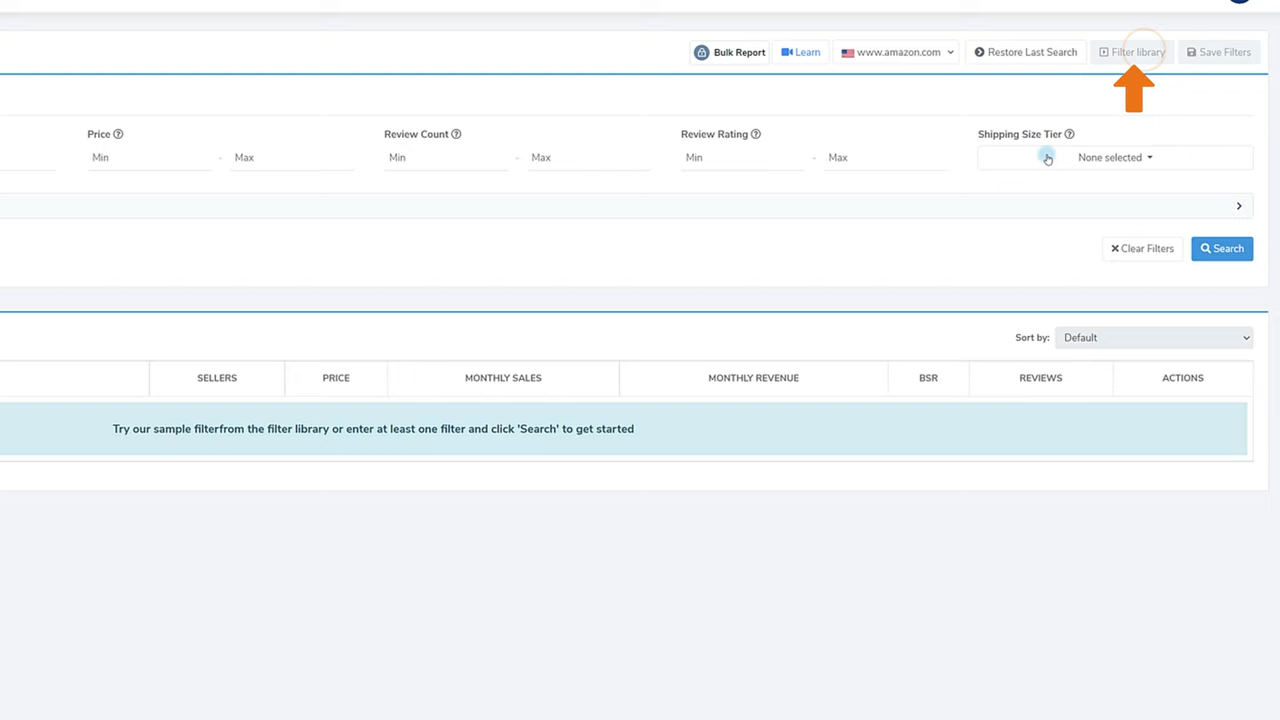 Bulk Report Learn www.amazon.com Restore Last Search Filter library Save Filters
Price Review Count Review Rating Shipping Size Tier
Min - Max Min - Max Min - Max None selected
Clear Filters Search
Sort by: Default
SELLERS PRICE MONTHLY SALES MONTHLY REVENUE BSR REVIEWS ACTIONS
Try our sample filterfrom the filter library or enter at least one filter and click 'Search' to get started